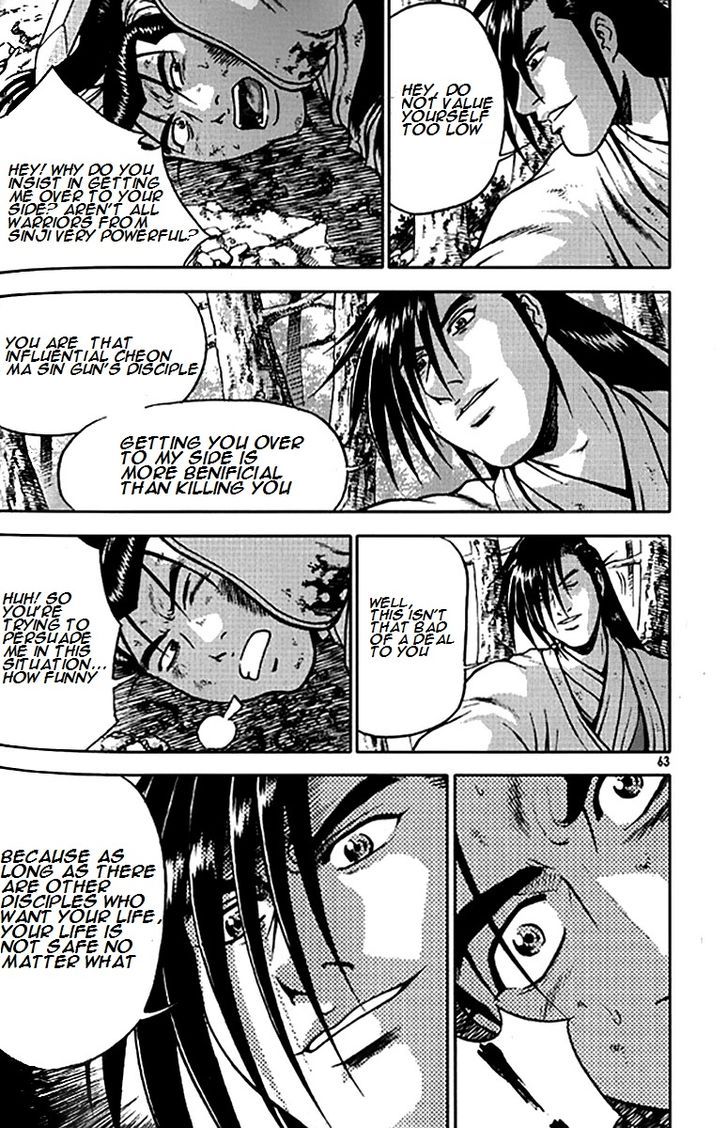 HEY! WHY DO YOU
INSIST IN GETTING
ME OVER TO YOUR
SIDE? AREN'T ALL
WARRIORS FROM
SINJI VERY POWERFUL?
HEY, DO
NOT VALUE
YOURSELF
TOO LOW
YOU ARE THAT
INFLUENTIAL CHEON
MA SIN GUN'S DISCIPLE
GETTING YOU OVER
TO MY SIDE IS
MORE BENIFICIAL
THAN KILLING YOU
HUH! SO
YOU'RE
TRYING TO
PERSUADE
ME IN THIS
SITUATION...
HOW FUNNY
WELL,
THIS ISN'T
THAT BAD
OF A DEAL
TO YOU
63
BECAUSE AS
LONG AS THERE
ARE OTHER
DISCIPLES WHO
WANT YOUR LIFE,
YOUR LIFE IS
NOT SAFE NO
MATTER WHAT